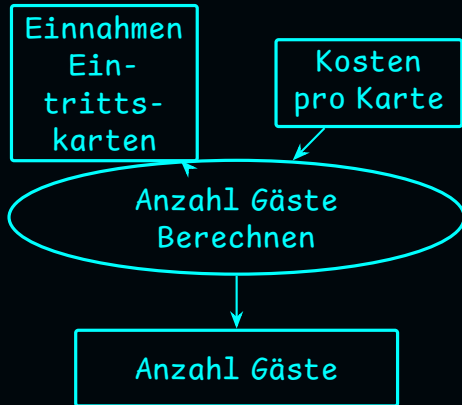 Einnahmen
Ein-
tritts-
karten
Kosten
pro Karte
Anzahl Gäste
Berechnen
Anzahl Gäste